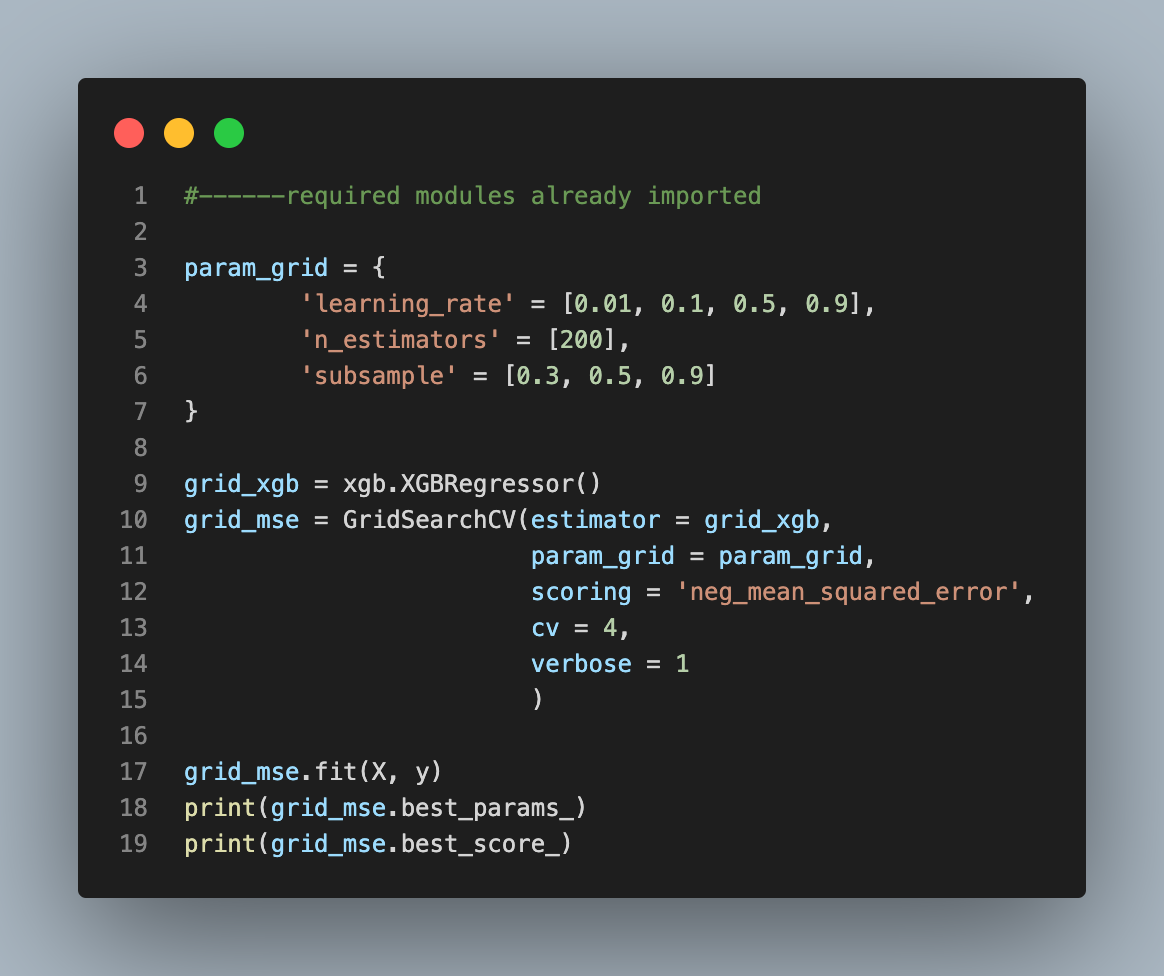 1 #------required modules already imported
2
3 param_grid = {
4         'learning_rate' = [0.01, 0.1, 0.5, 0.9],
5         'n_estimators' = [200],
6         'subsample' = [0.3, 0.5, 0.9]
7 }
8
9 grid_xgb = xgb.XGBRegressor()
10 grid_mse = GridSearchCV(estimator = grid_xgb,
11                         param_grid = param_grid,
12                         scoring = 'neg_mean_squared_error',
13                         cv = 4,
14                         verbose = 1
15                         )
16
17 grid_mse.fit(X, y)
18 print(grid_mse.best_params_)
19 print(grid_mse.best_score_)